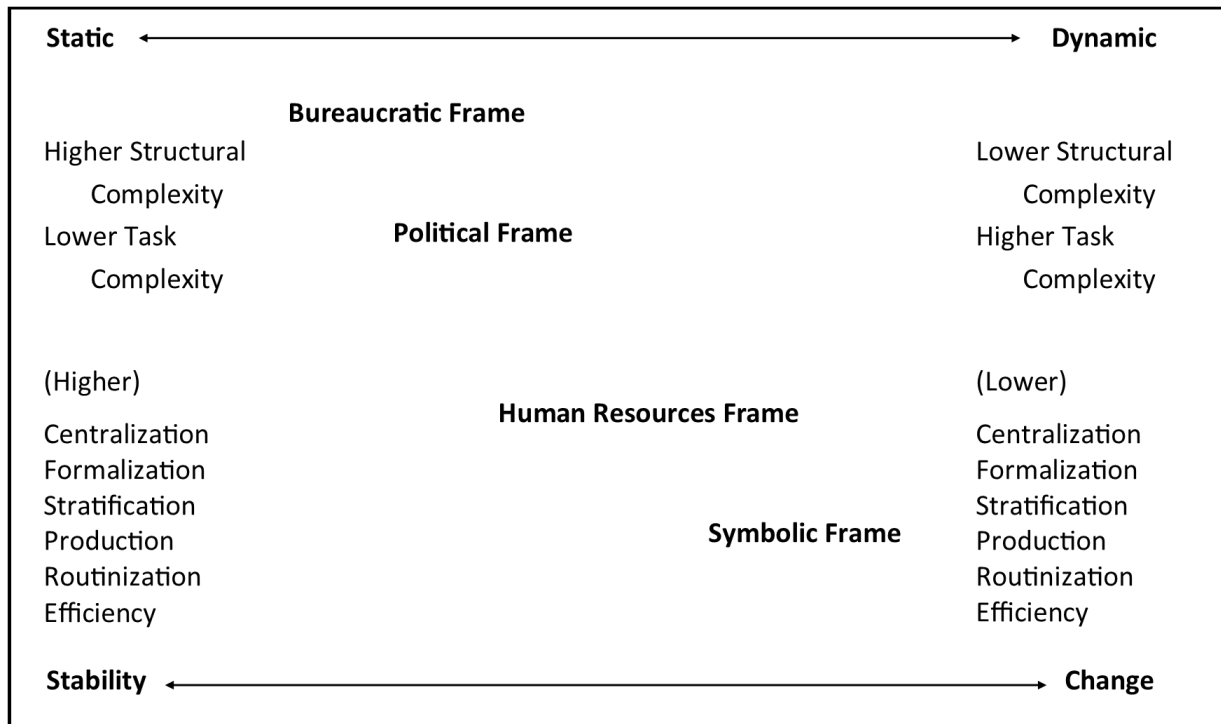 Static Dynamic
Bureaucratic Frame
Higher Structural Lower Structural
Complexity Complexity
Lower Task Political Frame Higher Task
Complexity Complexity
(Higher) (Lower)
Human Resources Frame
Centralization Centralization
Formalization Formalization
Stratification Stratification
Symbolic Frame
Production Production
Routinization Routinization
Efficiency Efficiency
Stability Change